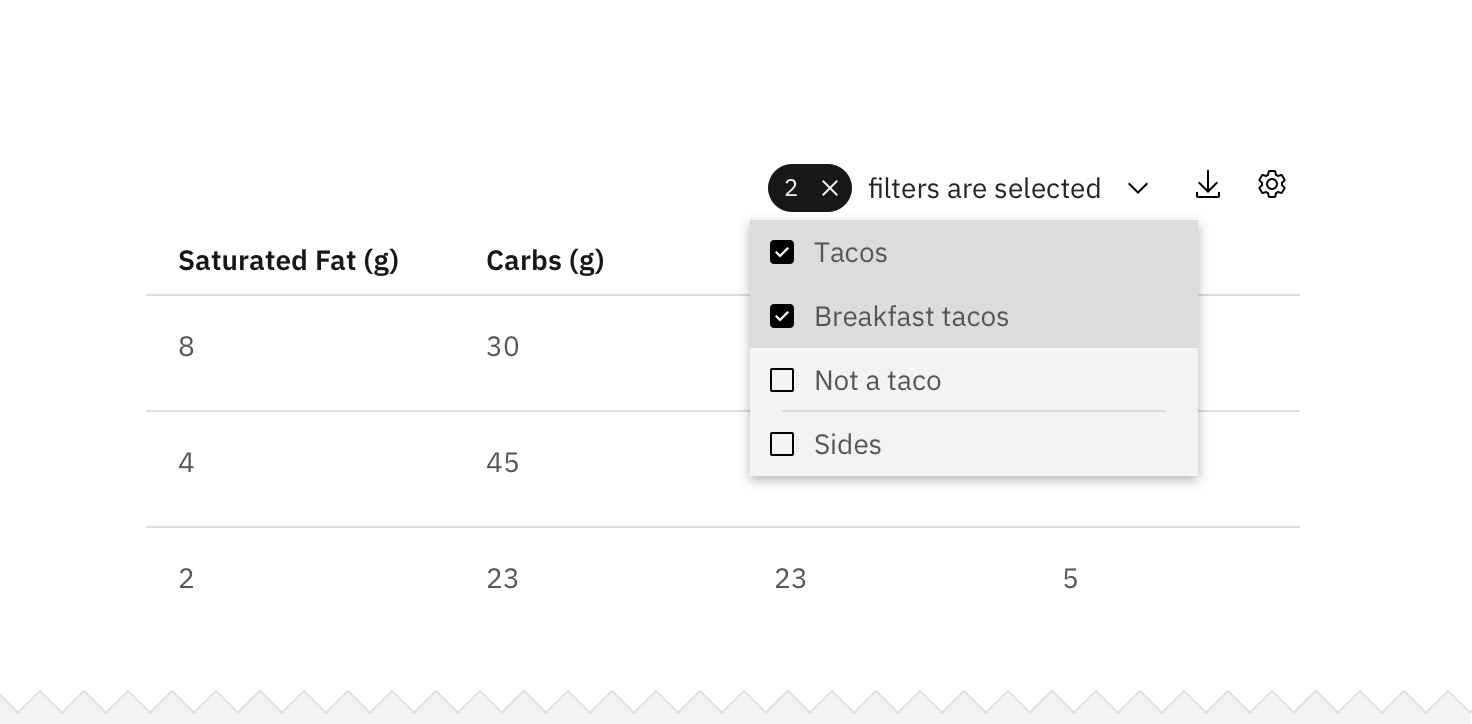 2 filters are selected
Tacos
Saturated Fat (g) Carbs (g)
Breakfast tacos
8 30
Not a taco
Sides
4 45
2 23 23 5